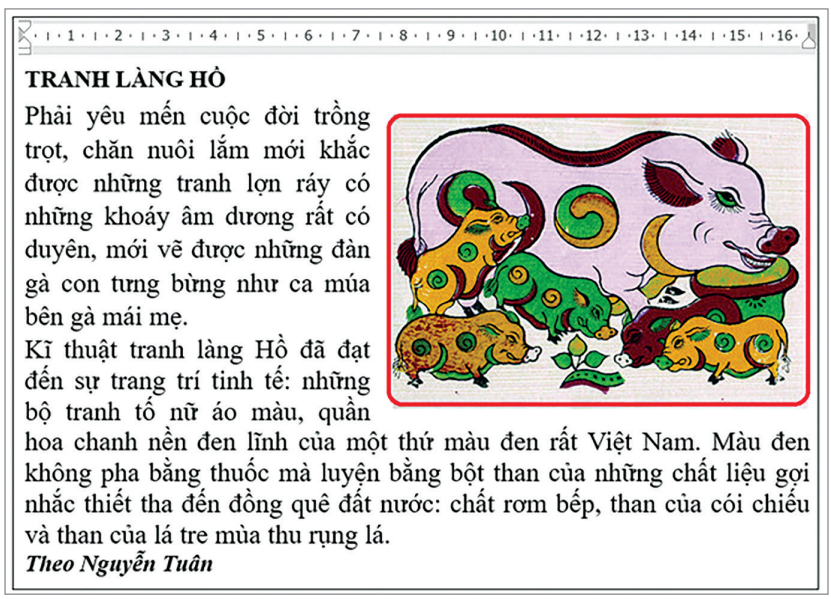 1 2 3 4 5 6 7 8 9 10 11 12 13 14 15 16
TRANH LÀNG HỒ
Phải yêu mến cuộc đời trồng
trọt, chăn nuôi lắm mới khắc
được những tranh lợn ráy có
những khoáy âm dương rất có
duyên, mới vẽ được những đàn
gà con tưng bừng như ca múa
bên gà mái mẹ.
Kĩ thuật tranh làng Hồ đã đạt
đến sự trang trí tinh tế: những
bộ tranh tố nữ áo màu, quần
hoa chanh nền đen lĩnh của một thứ màu đen rất Việt Nam. Màu đen
không pha bằng thuốc mà luyện bằng bột than của những chất liệu gợi
nhắc thiết tha đến đồng quê đất nước: chất rơm bếp, than của cói chiếu
và than của lá tre mùa thu rụng lá.
Theo Nguyễn Tuân